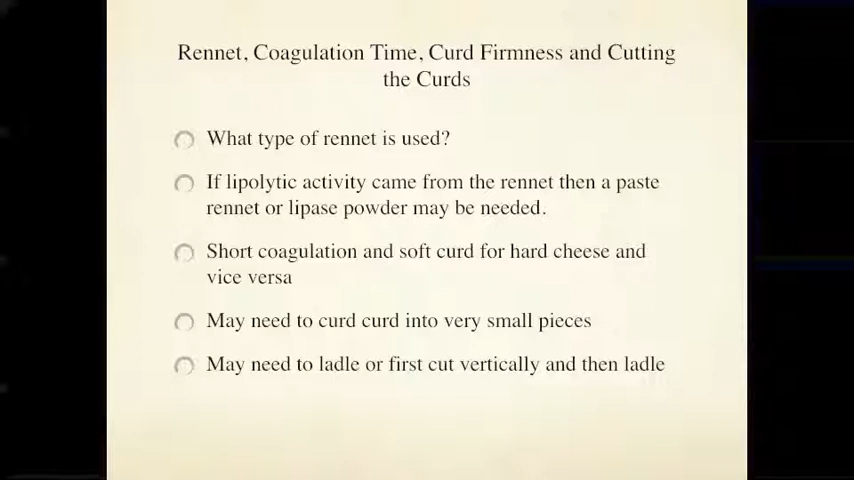 Rennet, Coagulation Time, Curd Firmness and Cutting
the Curds
What type of rennet is used?
If lipolytic activity came from the rennet then a paste
rennet or lipase powder may be needed.
Short coagulation and soft curd for hard cheese and
vice versa
May need to curd curd into very small pieces
May need to ladle or first cut vertically and then ladle